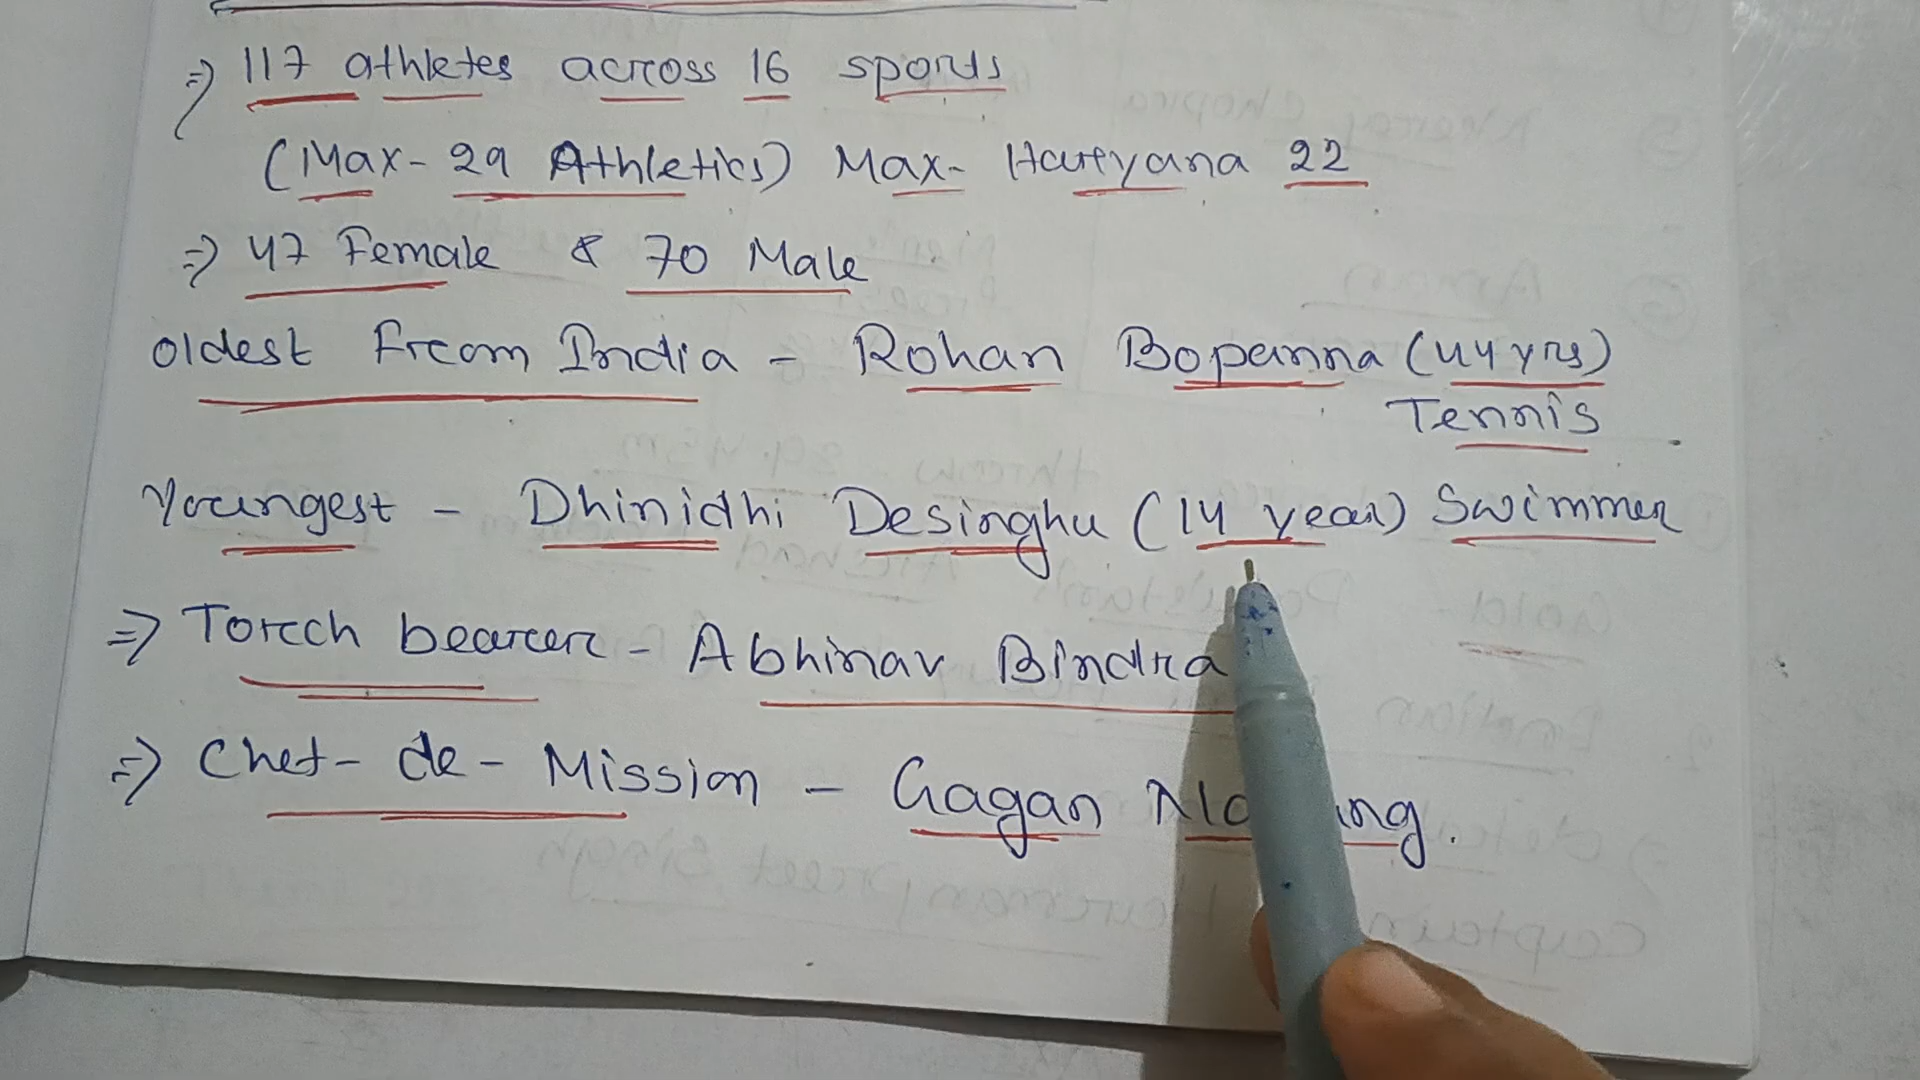 ⇒ 117 athletes across 16 sports
(Max- 29 Athletics) Max- Haryana 22
⇒ 47 Female & 70 Male
Oldest From India - Rohan Bopanna (44 yrs)
Tennis
Youngest - Dhinidhi Desinghu (14 year) Swimmer
⇒ Torch bearer - Abhinav Bindra
⇒ Chef-de-Mission - Gagan